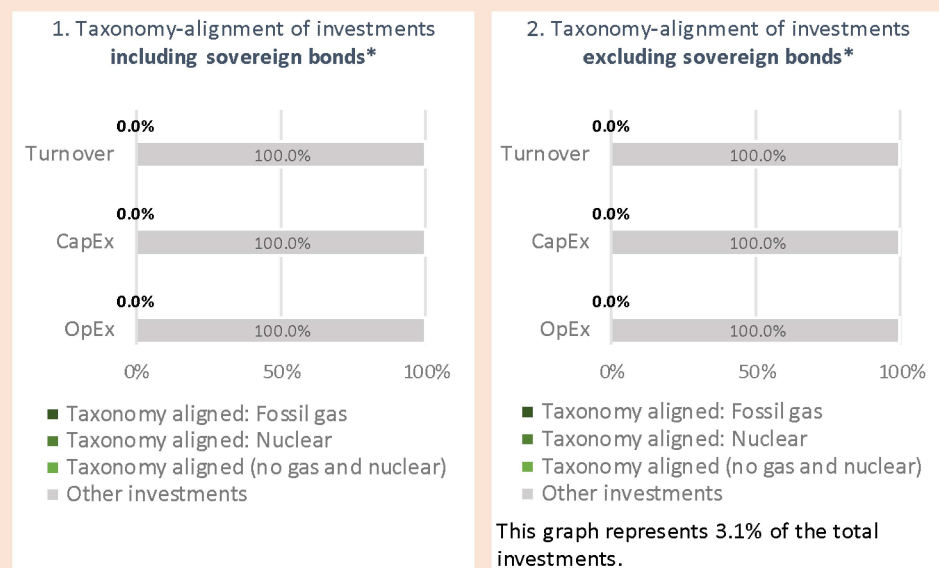 1. Taxonomy-alignment of investments
including sovereign bonds*
0.0%
Turnover
100.0%
0.0%
CapEx
100.0%
0.0%
OpEx
100.0%
0%
50%
100%
Taxonomy aligned: Fossil gas
Taxonomy aligned: Nuclear
Taxonomy aligned (no gas and nuclear)
Other investments
2. Taxonomy-alignment of investments
excluding sovereign bonds*
0.0%
Turnover
100.0%
0.0%
CapEx
100.0%
0.0%
OpEx
100.0%
0%
50%
100%
Taxonomy aligned: Fossil gas
Taxonomy aligned: Nuclear
Taxonomy aligned (no gas and nuclear)
Other investments
This graph represents 3.1% of the total
investments.